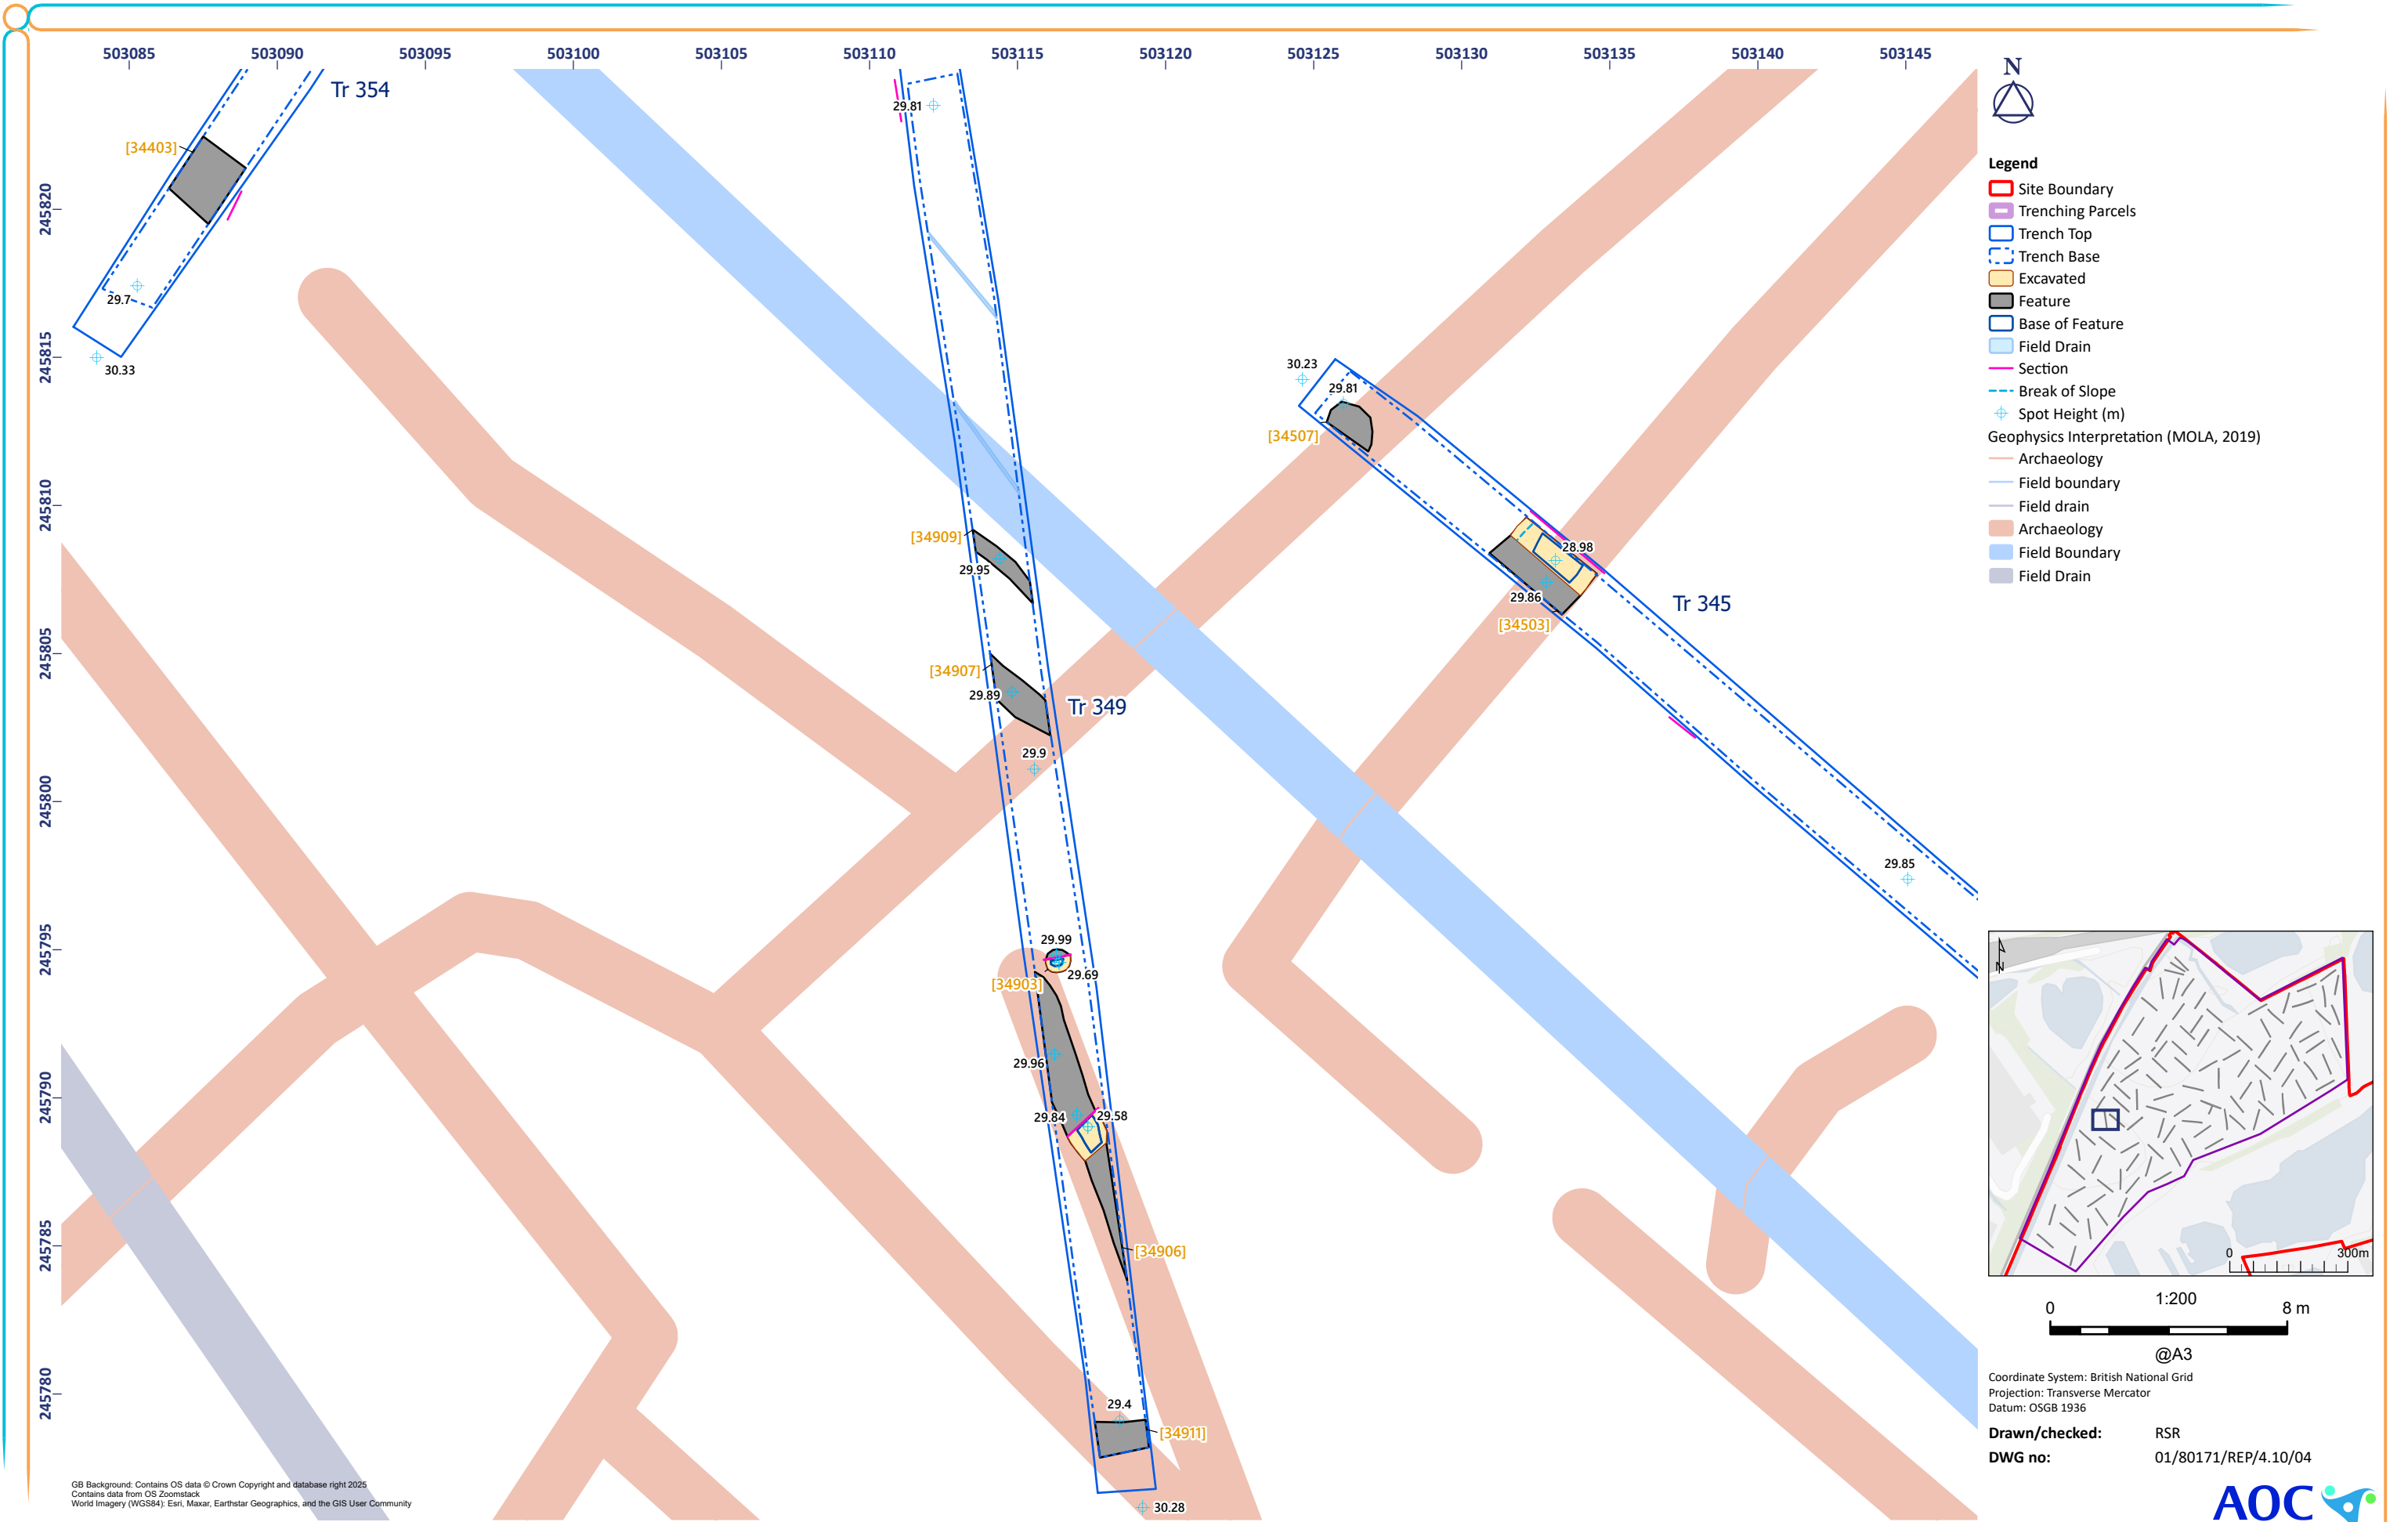 503085 503090 503095 503100 503105 503110 503115 503120 503125 503130 503135 503140 503145
245820
245815
245810
245805
245800
245795
245790
245785
245780
Tr 354
[34403]
29.7
30.33
29.81
[34909]
29.95
[34907]
29.89
Tr 349
29.9
29.99
29.69
[34903]
29.96
29.84
29.58
[34906]
29.4
[34911]
30.28
30.23
29.81
[34507]
28.98
29.86
[34503]
Tr 345
29.85
N
Legend
Site Boundary
Trenching Parcels
Trench Top
Trench Base
Excavated
Feature
Base of Feature
Field Drain
Section
Break of Slope
Spot Height (m)
Geophysics Interpretation (MOLA, 2019)
Archaeology
Field boundary
Field drain
Archaeology
Field Boundary
Field Drain
N
0 300m
1:200
0 8 m
@A3
Coordinate System: British National Grid
Projection: Transverse Mercator
Datum: OSGB 1936
Drawn/checked: RSR
DWG no: 01/80171/REP/4.10/04
AOC
GB Background: Contains OS data © Crown Copyright and database right 2025
Contains data from OS Zoomstack
World Imagery (WGS84): Esri, Maxar, Earthstar Geographics, and the GIS User Community